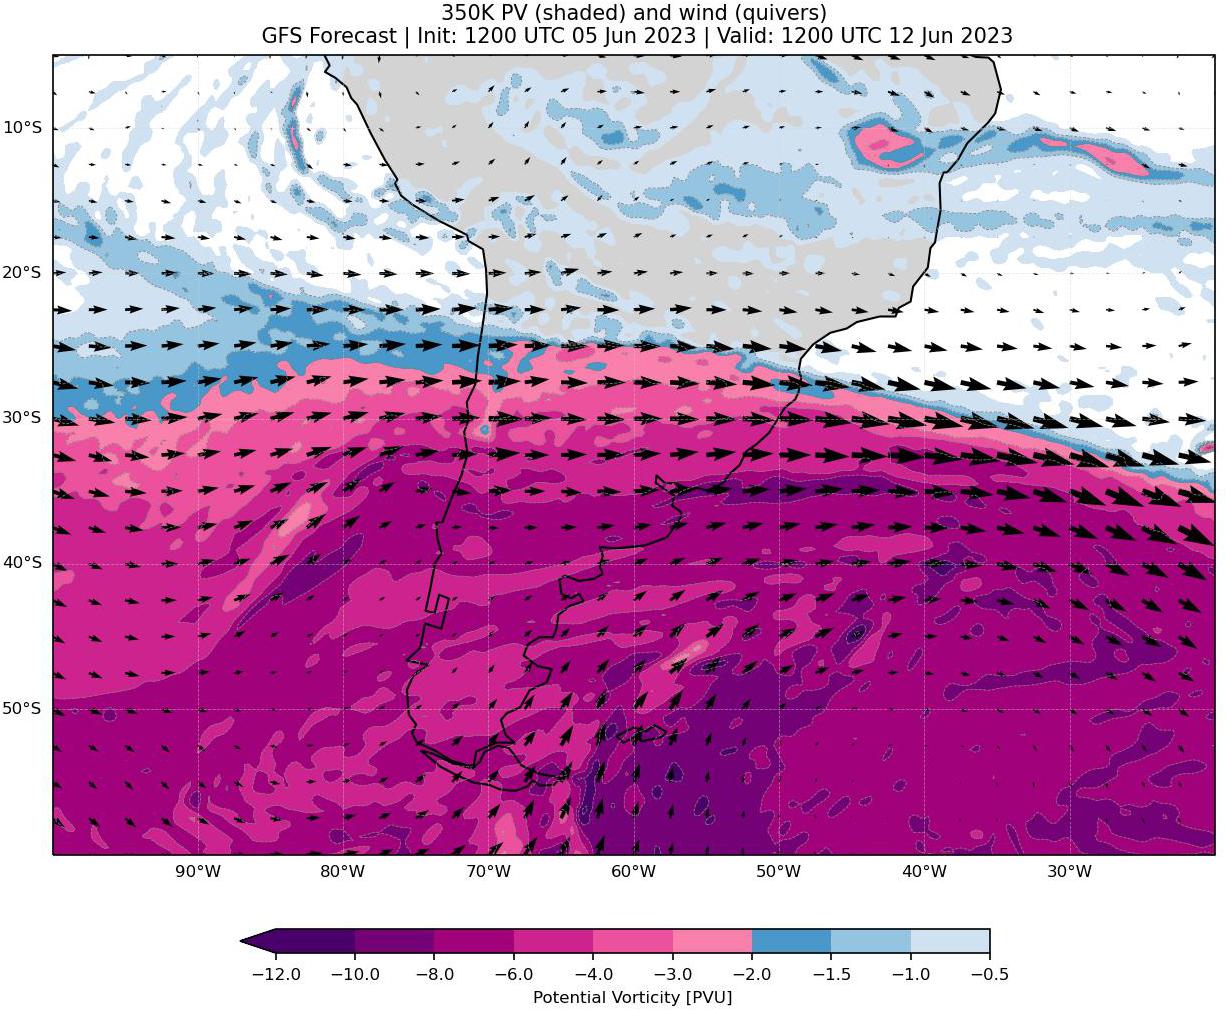 350K PV (shaded) and wind (quivers)
GFS Forecast | Init: 1200 UTC 05 Jun 2023 | Valid: 1200 UTC 12 Jun 2023
10°S
20°S
30°S
40°S
50°S
90°W 80°W 70°W 60°W 50°W 40°W 30°W
−12.0 −10.0 −8.0 −6.0 −4.0 −3.0 −2.0 −1.5 −1.0 −0.5
Potential Vorticity [PVU]